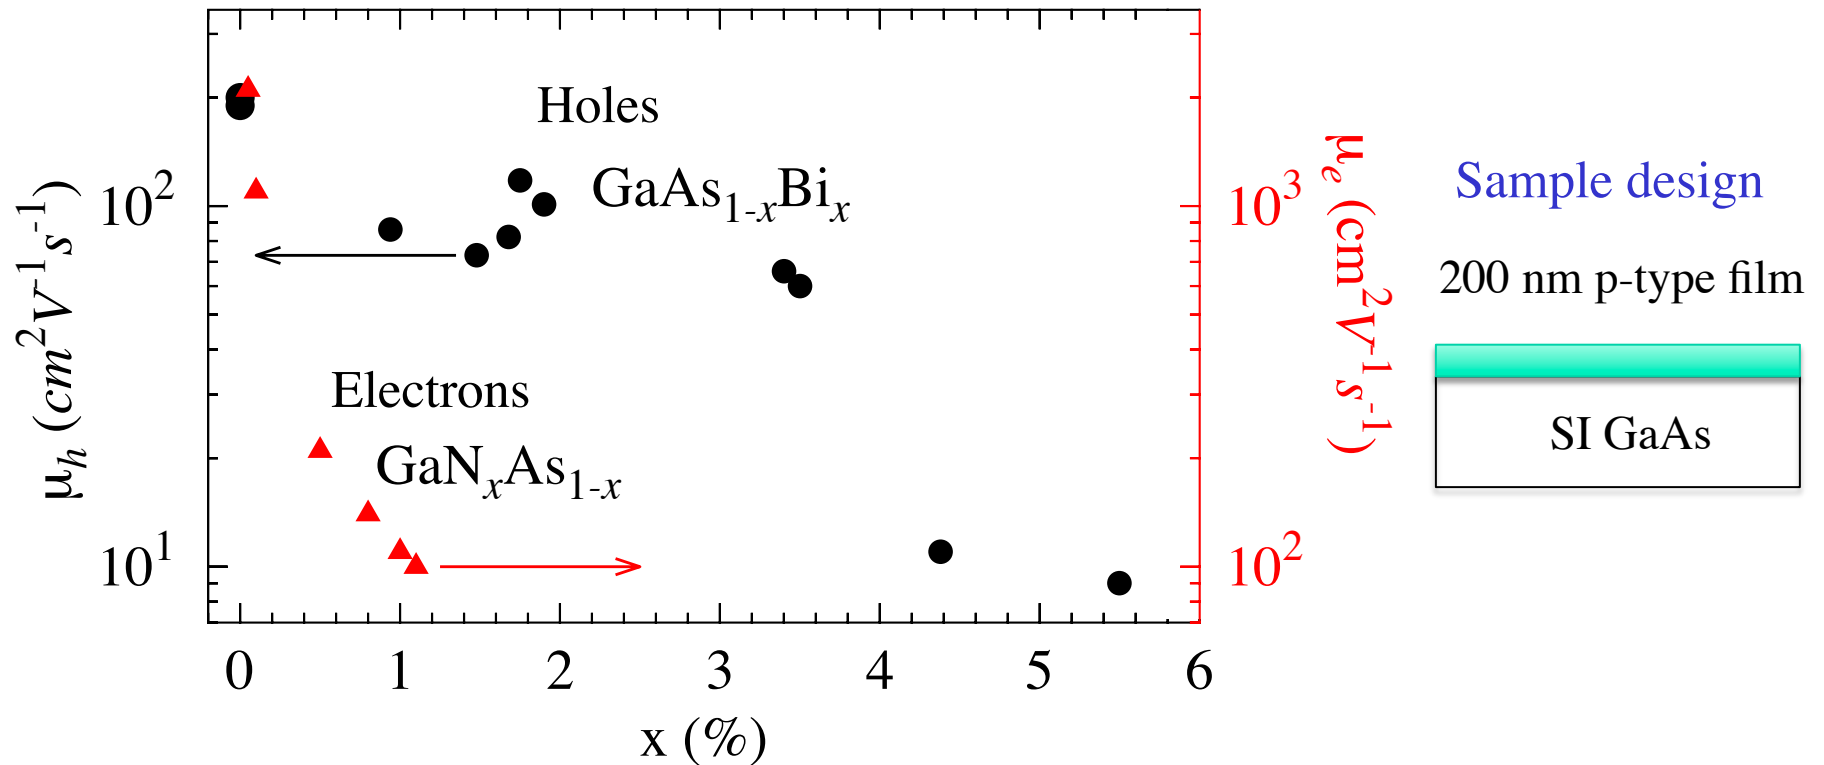 Holes
GaAs1-xBix
Electrons
GaNxAs1-x
μh (cm2V-1s-1)
10^2
10^1
μe (cm2V-1s-1)
10^3
10^2
0 1 2 3 4 5 6
x (%)
Sample design
200 nm p-type film
SI GaAs